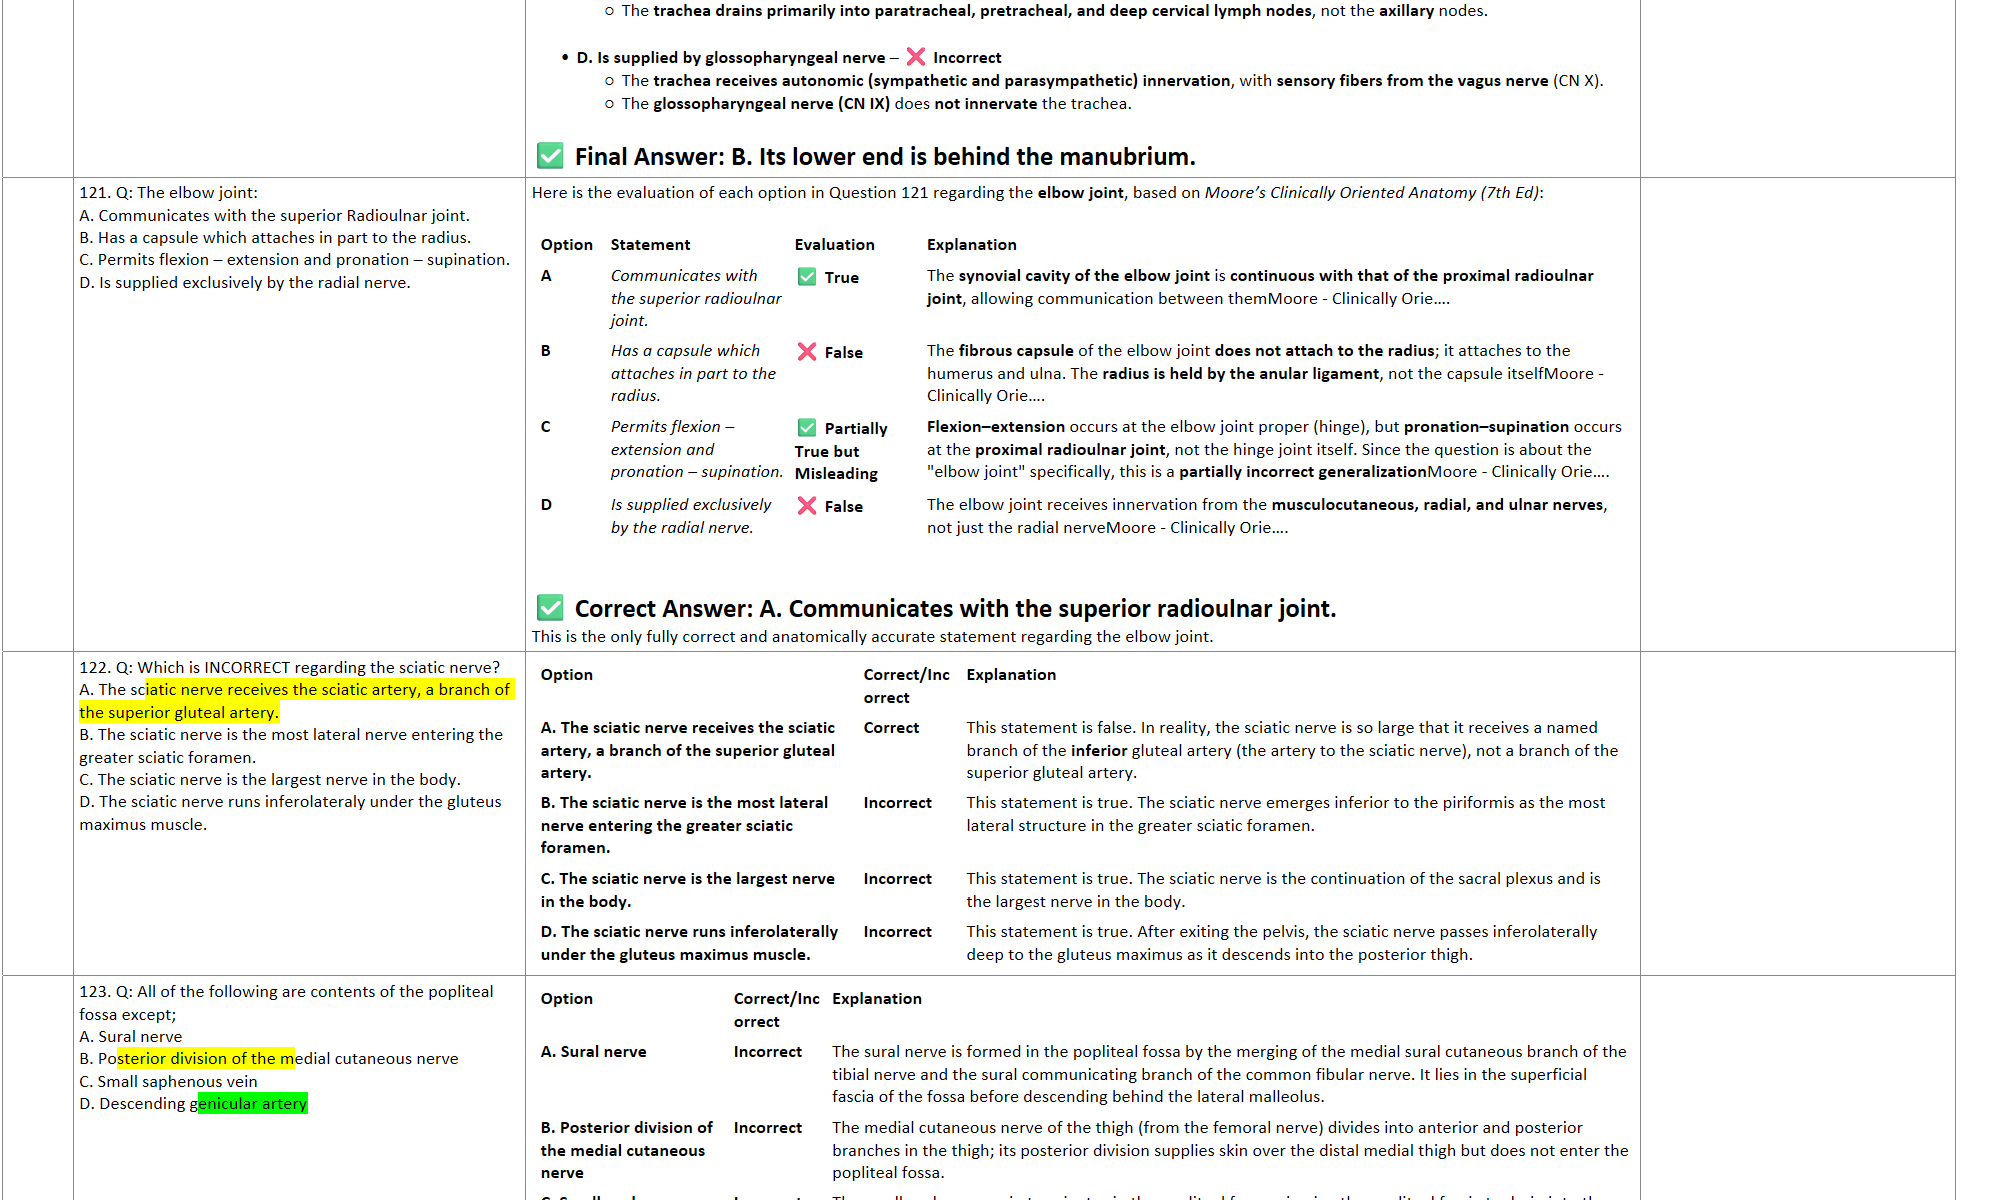 ○ The trachea drains primarily into paratracheal, pretracheal, and deep cervical lymph nodes, not the axillary nodes.
• D. Is supplied by glossopharyngeal nerve – ❌ Incorrect
○ The trachea receives autonomic (sympathetic and parasympathetic) innervation, with sensory fibers from the vagus nerve (CN X).
○ The glossopharyngeal nerve (CN IX) does not innervate the trachea.
✅ Final Answer: B. Its lower end is behind the manubrium.
121. Q: The elbow joint:
A. Communicates with the superior Radioulnar joint.
B. Has a capsule which attaches in part to the radius.
C. Permits flexion – extension and pronation – supination.
D. Is supplied exclusively by the radial nerve.
Here is the evaluation of each option in Question 121 regarding the elbow joint, based on Moore's Clinically Oriented Anatomy (7th Ed):
Option Statement Evaluation Explanation
A
Communicates with
the superior radioulnar
joint.
✅ True
The synovial cavity of the elbow joint is continuous with that of the proximal radioulnar
joint, allowing communication between themMoore - Clinically Orie....
B
Has a capsule which
attaches in part to the
radius.
❌ False
The fibrous capsule of the elbow joint does not attach to the radius; it attaches to the
humerus and ulna. The radius is held by the anular ligament, not the capsule itselfMoore -
Clinically Orie....
C
Permits flexion –
extension and
pronation – supination.
✅ Partially
True but
Misleading
Flexion–extension occurs at the elbow joint proper (hinge), but pronation–supination occurs
at the proximal radioulnar joint, not the hinge joint itself. Since the question is about the
"elbow joint" specifically, this is a partially incorrect generalizationMoore - Clinically Orie....
D
Is supplied exclusively
by the radial nerve.
❌ False
The elbow joint receives innervation from the musculocutaneous, radial, and ulnar nerves,
not just the radial nerveMoore - Clinically Orie....
✅ Correct Answer: A. Communicates with the superior radioulnar joint.
This is the only fully correct and anatomically accurate statement regarding the elbow joint.
122. Q: Which is INCORRECT regarding the sciatic nerve?
A. The sciatic nerve receives the sciatic artery, a branch of
the superior gluteal artery.
B. The sciatic nerve is the most lateral nerve entering the
greater sciatic foramen.
C. The sciatic nerve is the largest nerve in the body.
D. The sciatic nerve runs inferolateraly under the gluteus
maximus muscle.
Option
Correct/Inc
orrect
Explanation
A. The sciatic nerve receives the sciatic
artery, a branch of the superior gluteal
artery.
Correct
This statement is false. In reality, the sciatic nerve is so large that it receives a named
branch of the inferior gluteal artery (the artery to the sciatic nerve), not a branch of the
superior gluteal artery.
B. The sciatic nerve is the most lateral
nerve entering the greater sciatic
foramen.
Incorrect
This statement is true. The sciatic nerve emerges inferior to the piriformis as the most
lateral structure in the greater sciatic foramen.
C. The sciatic nerve is the largest nerve
in the body.
Incorrect
This statement is true. The sciatic nerve is the continuation of the sacral plexus and is
the largest nerve in the body.
D. The sciatic nerve runs inferolaterally
under the gluteus maximus muscle.
Incorrect
This statement is true. After exiting the pelvis, the sciatic nerve passes inferolaterally
deep to the gluteus maximus as it descends into the posterior thigh.
123. Q: All of the following are contents of the popliteal
fossa except;
A. Sural nerve
B. Posterior division of the medial cutaneous nerve
C. Small saphenous vein
D. Descending genicular artery
Option
Correct/Inc
orrect
Explanation
A. Sural nerve
Incorrect
The sural nerve is formed in the popliteal fossa by the merging of the medial sural cutaneous branch of the
tibial nerve and the sural communicating branch of the common fibular nerve. It lies in the superficial
fascia of the fossa before descending behind the lateral malleolus.
B. Posterior division of
the medial cutaneous
nerve
Incorrect
The medial cutaneous nerve of the thigh (from the femoral nerve) divides into anterior and posterior
branches in the thigh; its posterior division supplies skin over the distal medial thigh but does not enter the
popliteal fossa.